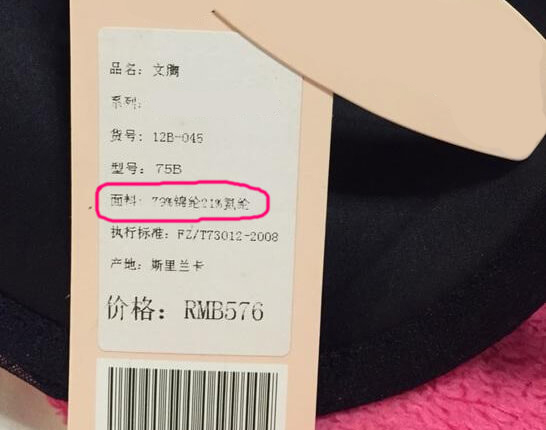 品名: 文胸
系列:
货号: 12B-045
型号: 75B
面料: 79%锦纶21%氨纶
执行标准: FZ/T73012-2008
产地: 斯里兰卡
价格: RMB576